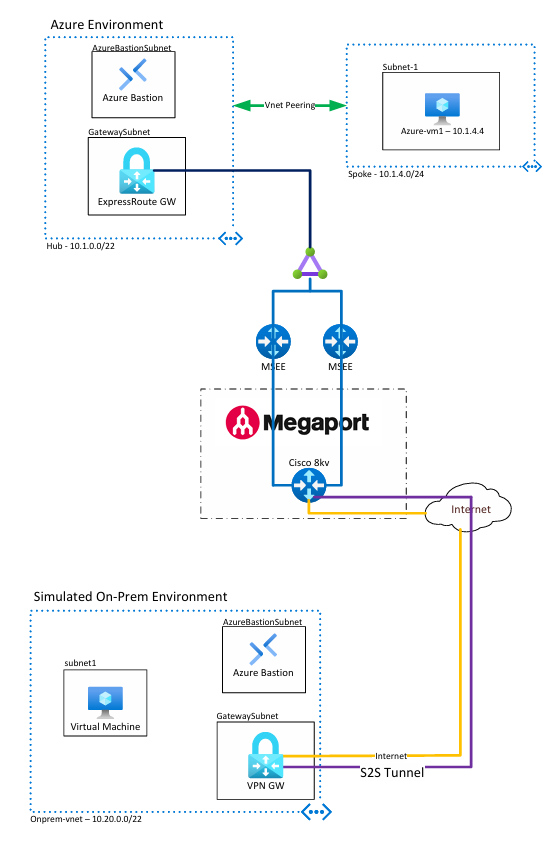 Azure Environment
AzureBastionSubnet
Azure Bastion
GatewaySubnet
ExpressRoute GW
Hub - 10.1.0.0/22
Vnet Peering
Subnet-1
Azure-vm1 – 10.1.4.4
Spoke - 10.1.4.0/24
MSEE
MSEE
Megaport
Cisco 8kv
Internet
Simulated On-Prem Environment
AzureBastionSubnet
Azure Bastion
subnet1
Virtual Machine
GatewaySubnet
VPN GW
Internet
S2S Tunnel
Onprem-vnet – 10.20.0.0/22